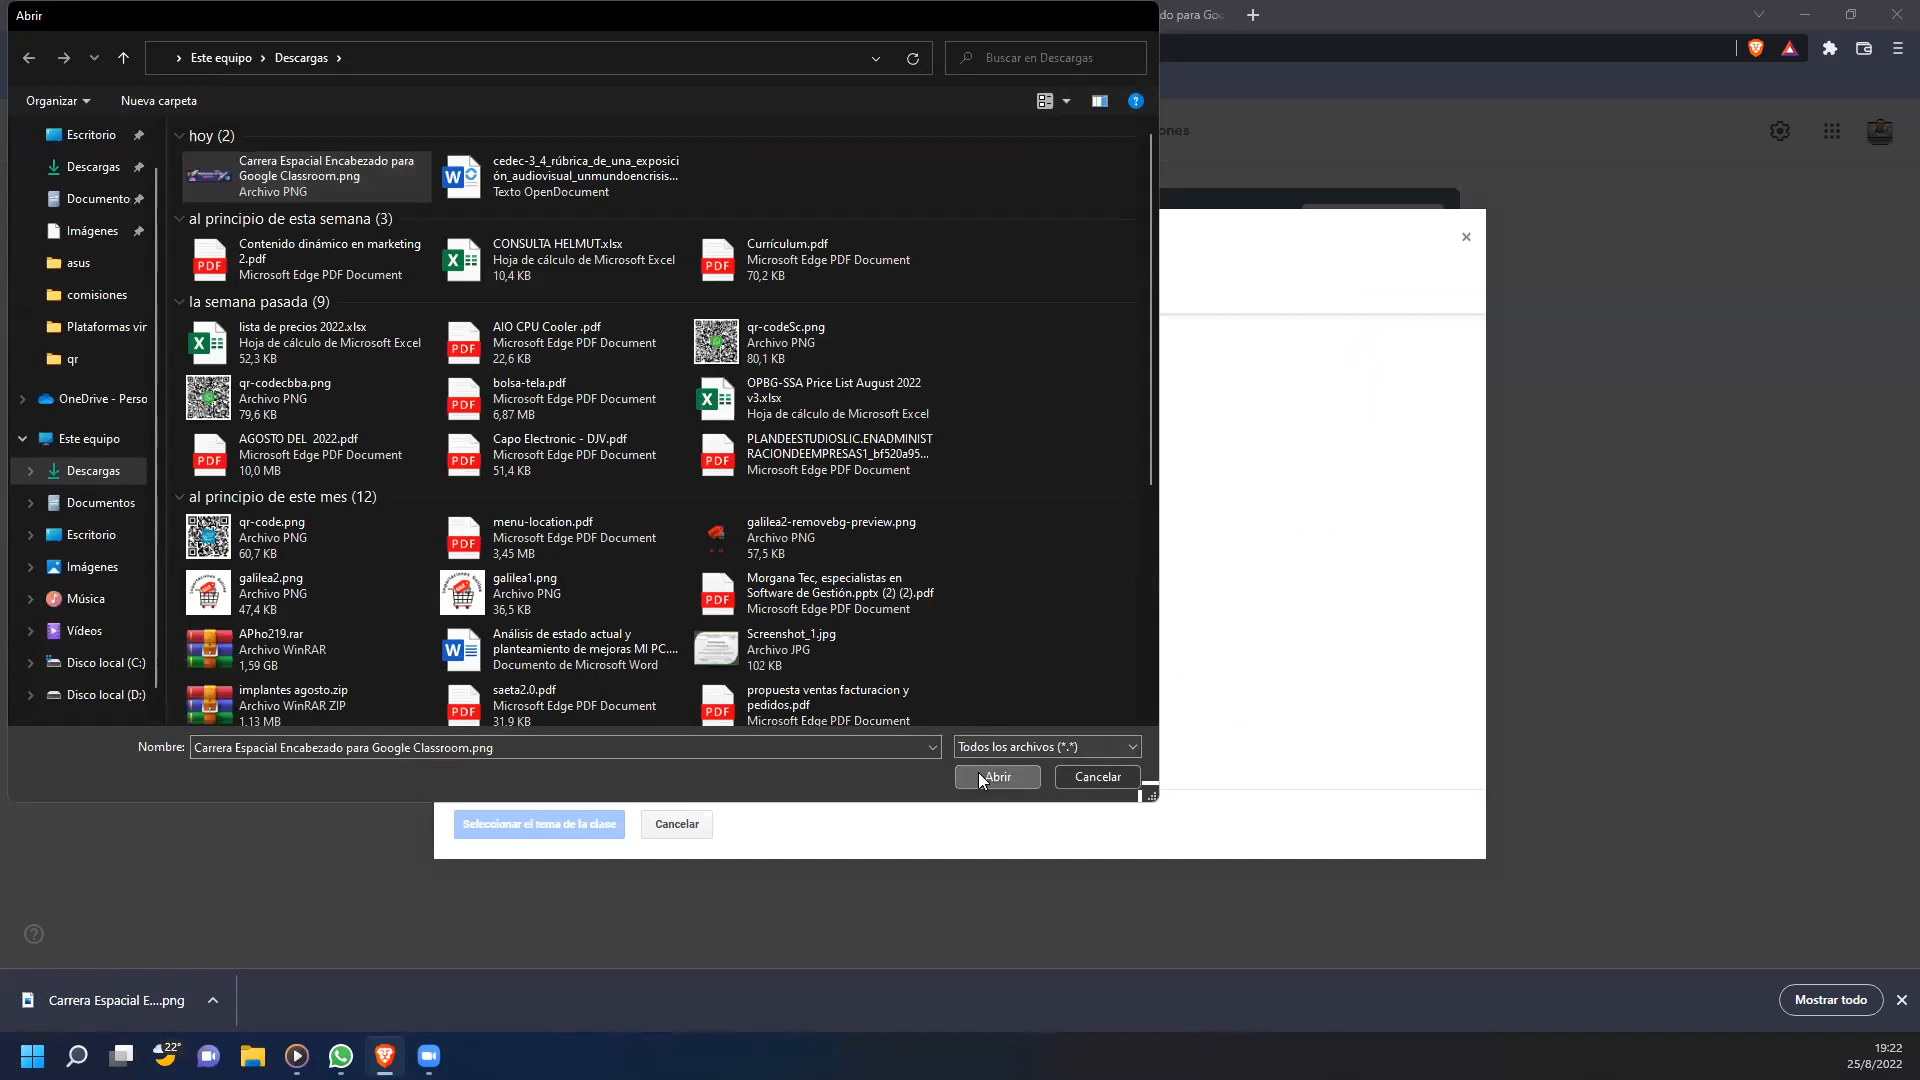 Abrir
do para Goo
Este equipo
Descargas
Buscar en Descargas
Organizar
Nueva carpeta
ones
Escritorio
Descargas
Documento
Imágenes
asus
comisiones
Plataformas vir
qr
OneDrive - Perso
Este equipo
Descargas
Documentos
Escritorio
Imágenes
Música
Vídeos
Disco local (C:)
Disco local (D:)
hoy (2)
Carrera Espacial Encabezado para
Google Classroom.png
Archivo PNG
cedec-3_4_rúbrica_de_una_exposici
ón_audiovisual_unmundoencrisis...
Texto OpenDocument
al principio de esta semana (3)
Contenido dinámico en marketing
2.pdf
Microsoft Edge PDF Document
CONSULTA HELMUT.xlsx
Hoja de cálculo de Microsoft Excel
10,4 KB
Currículum.pdf
Microsoft Edge PDF Document
70,2 KB
la semana pasada (9)
lista de precios 2022.xlsx
Hoja de cálculo de Microsoft Excel
52,3 KB
AIO CPU Cooler .pdf
Microsoft Edge PDF Document
22,6 KB
qr-codeSc.png
Archivo PNG
80,1 KB
qr-codecbba.png
Archivo PNG
79,6 KB
bolsa-tela.pdf
Microsoft Edge PDF Document
6,87 MB
OPBG-SSA Price List August 2022
v3.xlsx
Hoja de cálculo de Microsoft Excel
AGOSTO DEL  2022.pdf
Microsoft Edge PDF Document
10,0 MB
Capo Electronic - DJV.pdf
Microsoft Edge PDF Document
51,4 KB
PLANDEESTUDIOSLIC.ENADMINIST
RACIONDEEMPRESAS1_bf520a95...
Microsoft Edge PDF Document
al principio de este mes (12)
qr-code.png
Archivo PNG
60,7 KB
menu-location.pdf
Microsoft Edge PDF Document
3,45 MB
galilea2-removebg-preview.png
Archivo PNG
57,5 KB
galilea2.png
Archivo PNG
47,4 KB
galilea1.png
Archivo PNG
36,5 KB
Morgana Tec, especialistas en
Software de Gestión.pptx (2) (2).pdf
Microsoft Edge PDF Document
APho219.rar
Archivo WinRAR
1,59 GB
Análisis de estado actual y
planteamiento de mejoras MI PC....
Documento de Microsoft Word
Screenshot_1.jpg
Archivo JPG
102 KB
implantes agosto.zip
Archivo WinRAR ZIP
1,13 MB
saeta2.0.pdf
Microsoft Edge PDF Document
31,9 KB
propuesta ventas facturacion y
pedidos.pdf
Microsoft Edge PDF Document
Nombre:
Carrera Espacial Encabezado para Google Classroom.png
Todos los archivos (*.*)
Abrir
Cancelar
Seleccionar el tema de la clase
Cancelar
Carrera Espacial E....png
Mostrar todo
22°
19:22
25/8/2022